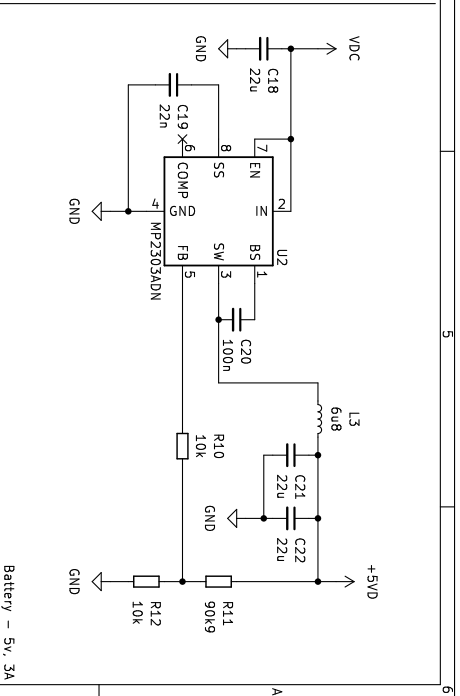 5
6
A
VDC
GND
C18
22u
C19
22n
7
EN
8
SS
6
COMP
2
IN
4
GND
GND
U2
MP2303ADN
BS
1
SW
3
FB
5
C20
100n
L3
6u8
R10
10k
C21
22u
C22
22u
GND
+5VD
R11
90k9
R12
10k
GND
Battery - 5v, 3A